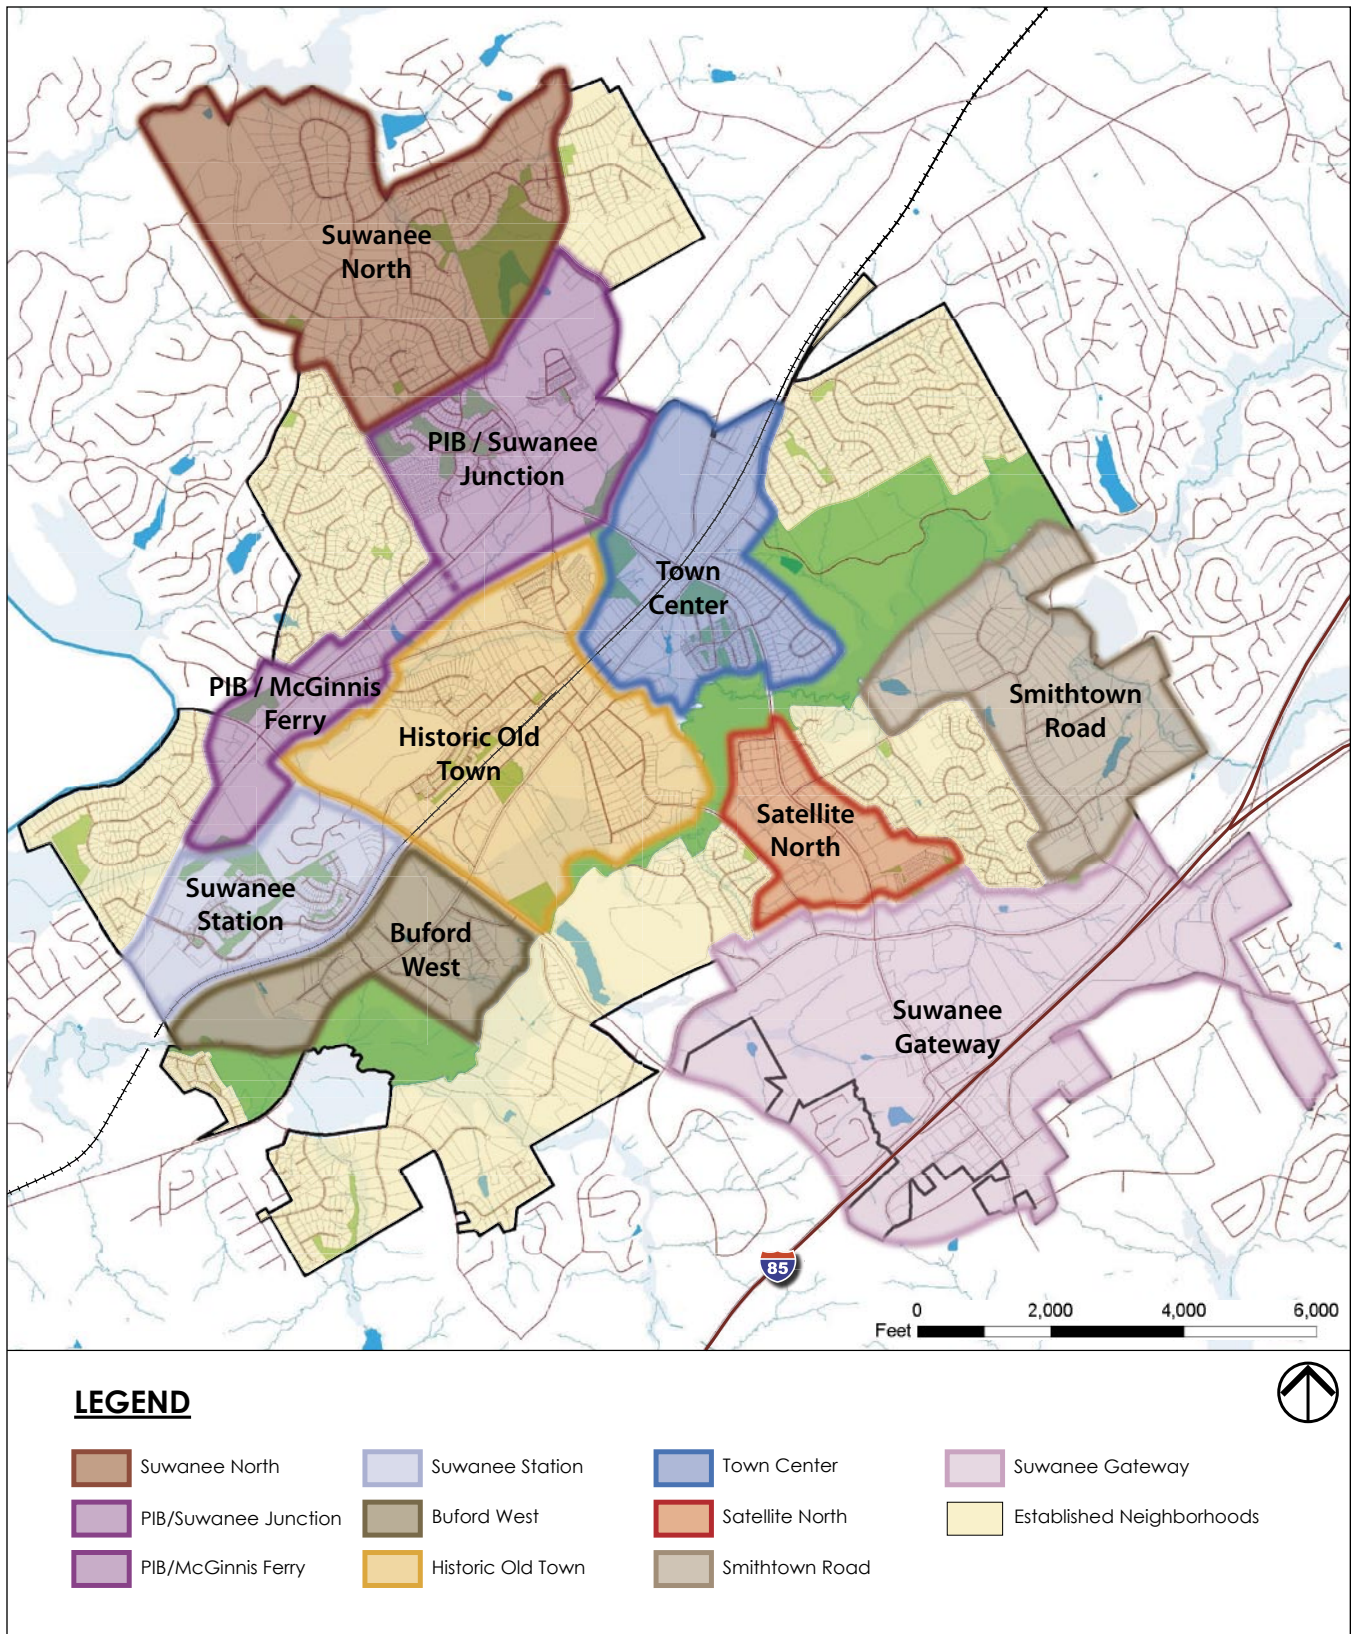 Suwanee
North
PIB / Suwanee
Junction
Town
Center
PIB / McGinnis
Ferry
Historic Old
Town
Smithtown
Road
Satellite
North
Suwanee
Station
Buford
West
Suwanee
Gateway
85
0 2,000 4,000 6,000
Feet
LEGEND
Suwanee North
Suwanee Station
Town Center
Suwanee Gateway
PIB/Suwanee Junction
Buford West
Satellite North
Established Neighborhoods
PIB/McGinnis Ferry
Historic Old Town
Smithtown Road